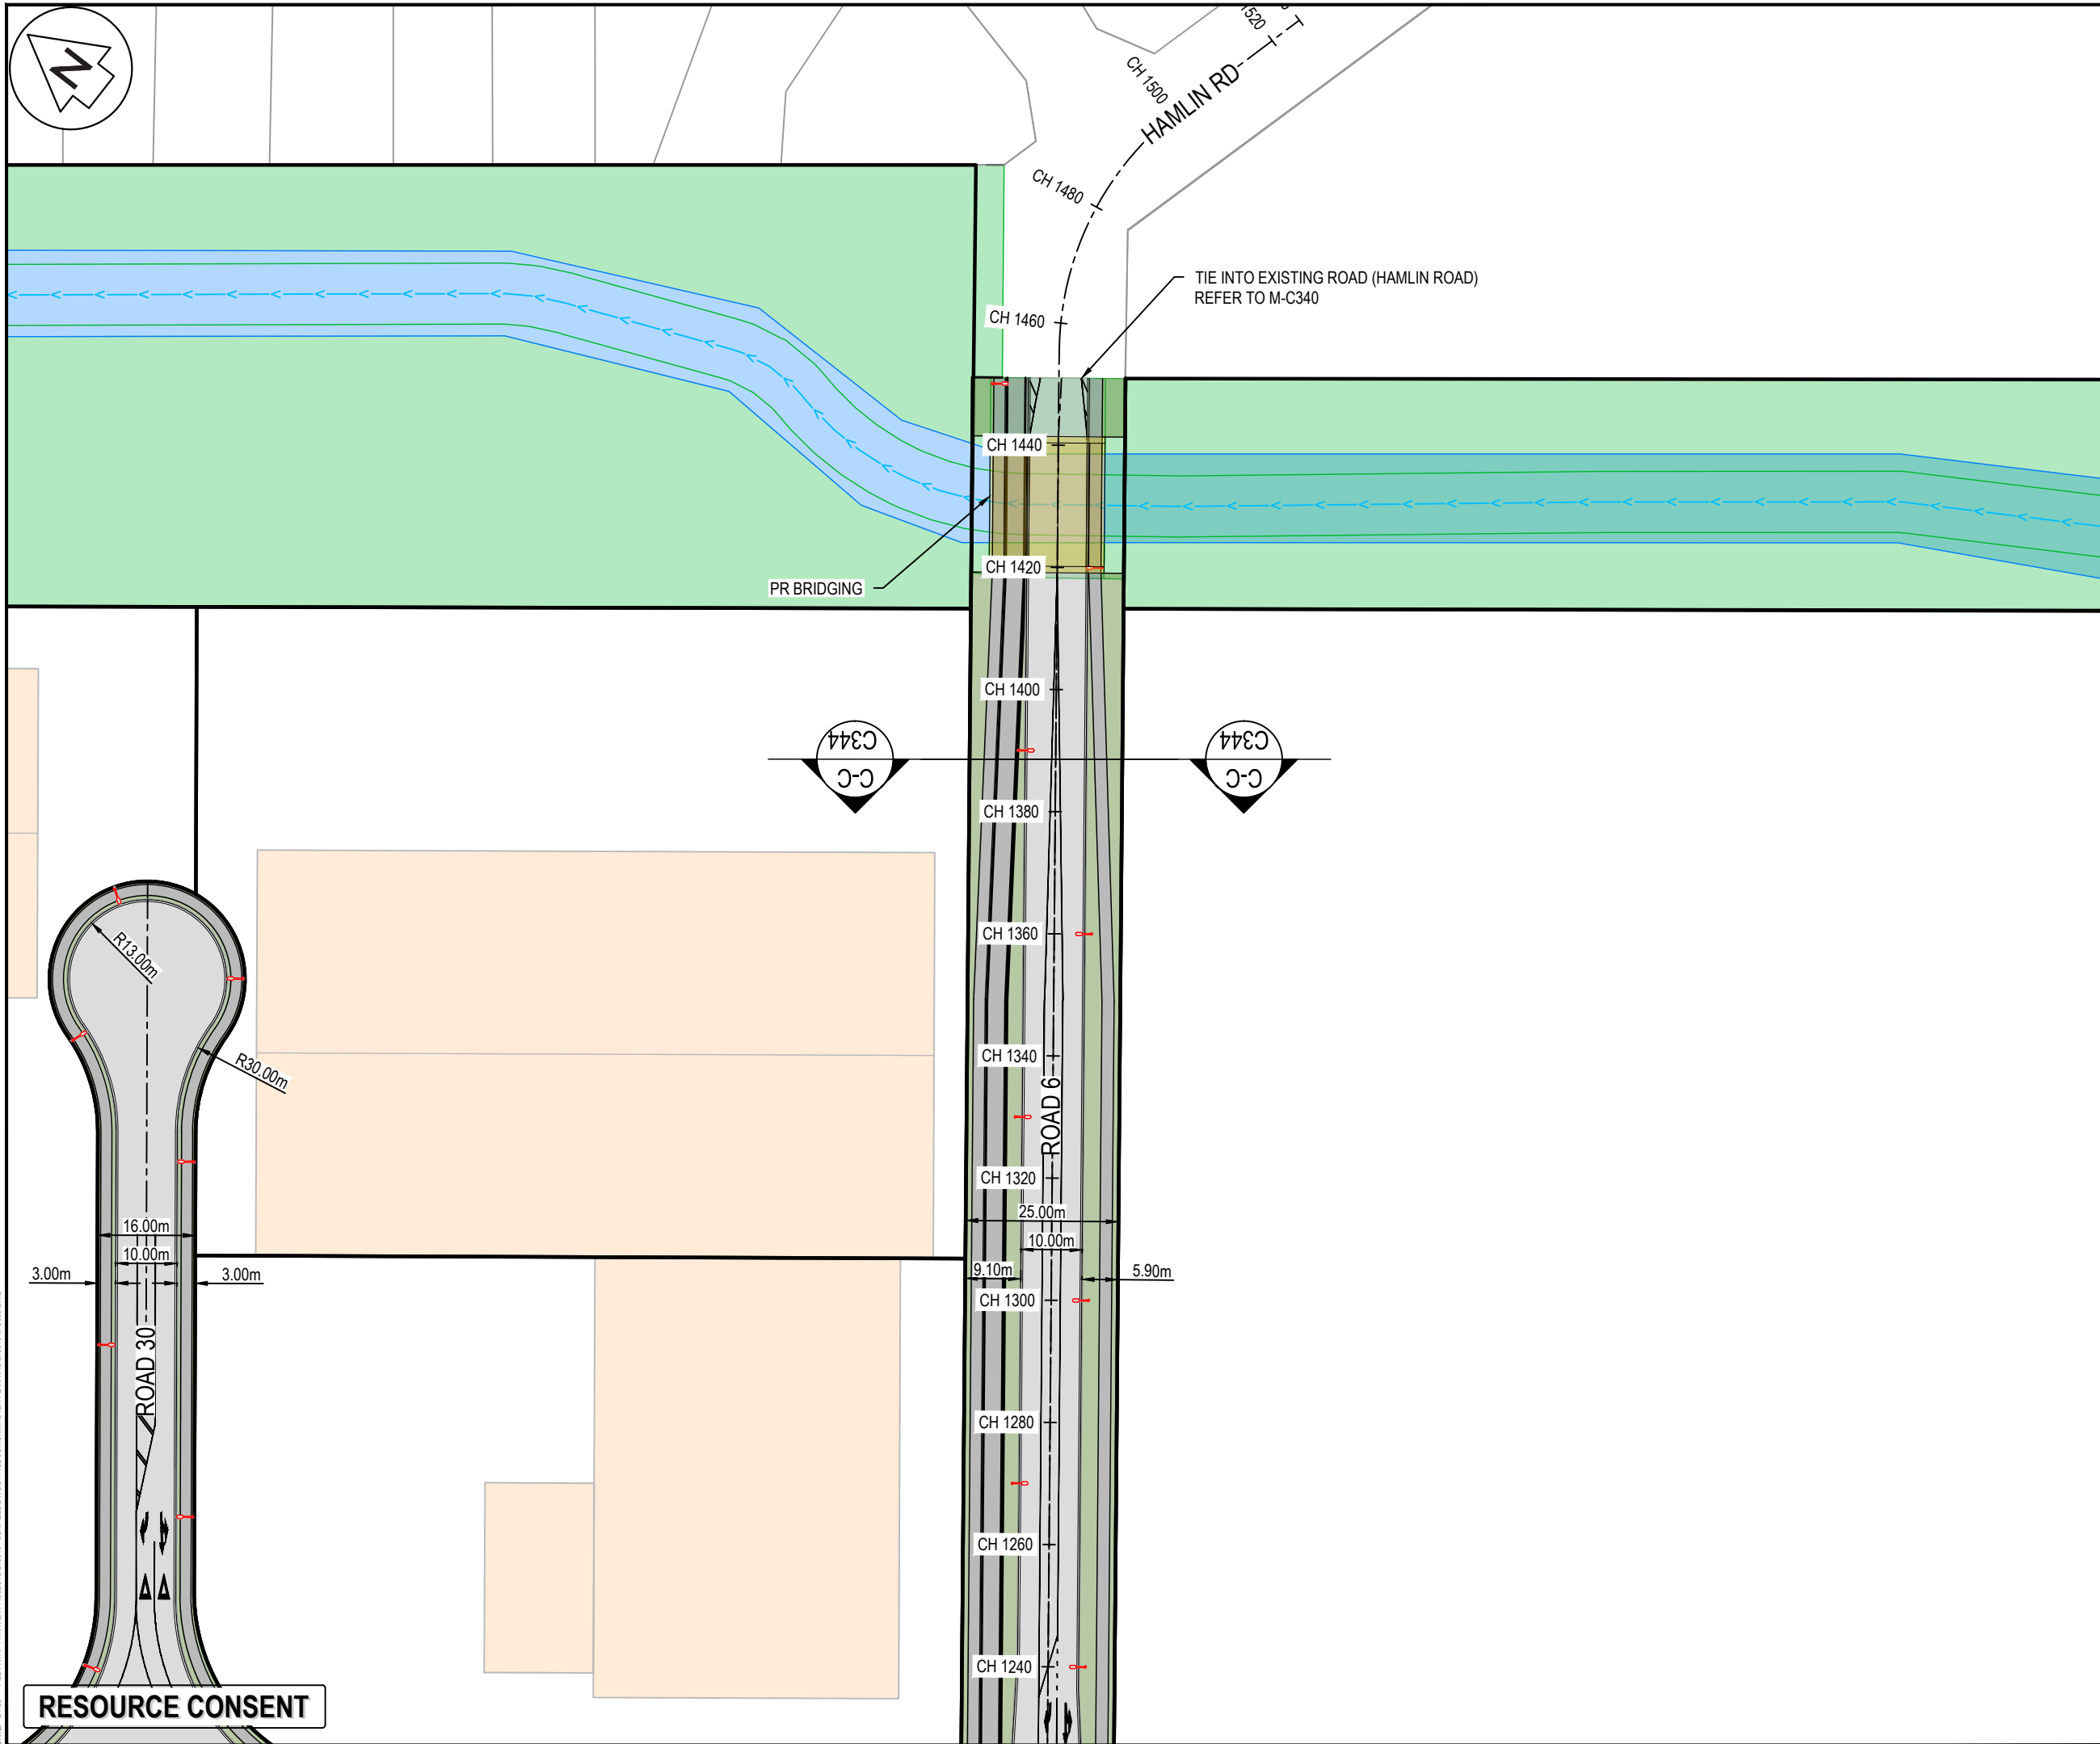 N
1520
CH 1500
HAMLIN RD
CH 1480
TIE INTO EXISTING ROAD (HAMLIN ROAD)
REFER TO M-C340
CH 1460
CH 1440
CH 1420
PR BRIDGING
CH 1400
C344
C-C
C344
C-C
CH 1380
CH 1360
R13.00m
CH 1340
R30.00m
ROAD 6
CH 1320
25.00m
16.00m
10.00m
10.00m
3.00m
3.00m
9.10m
5.90m
CH 1300
ROAD 30
CH 1280
CH 1260
CH 1240
RESOURCE CONSENT